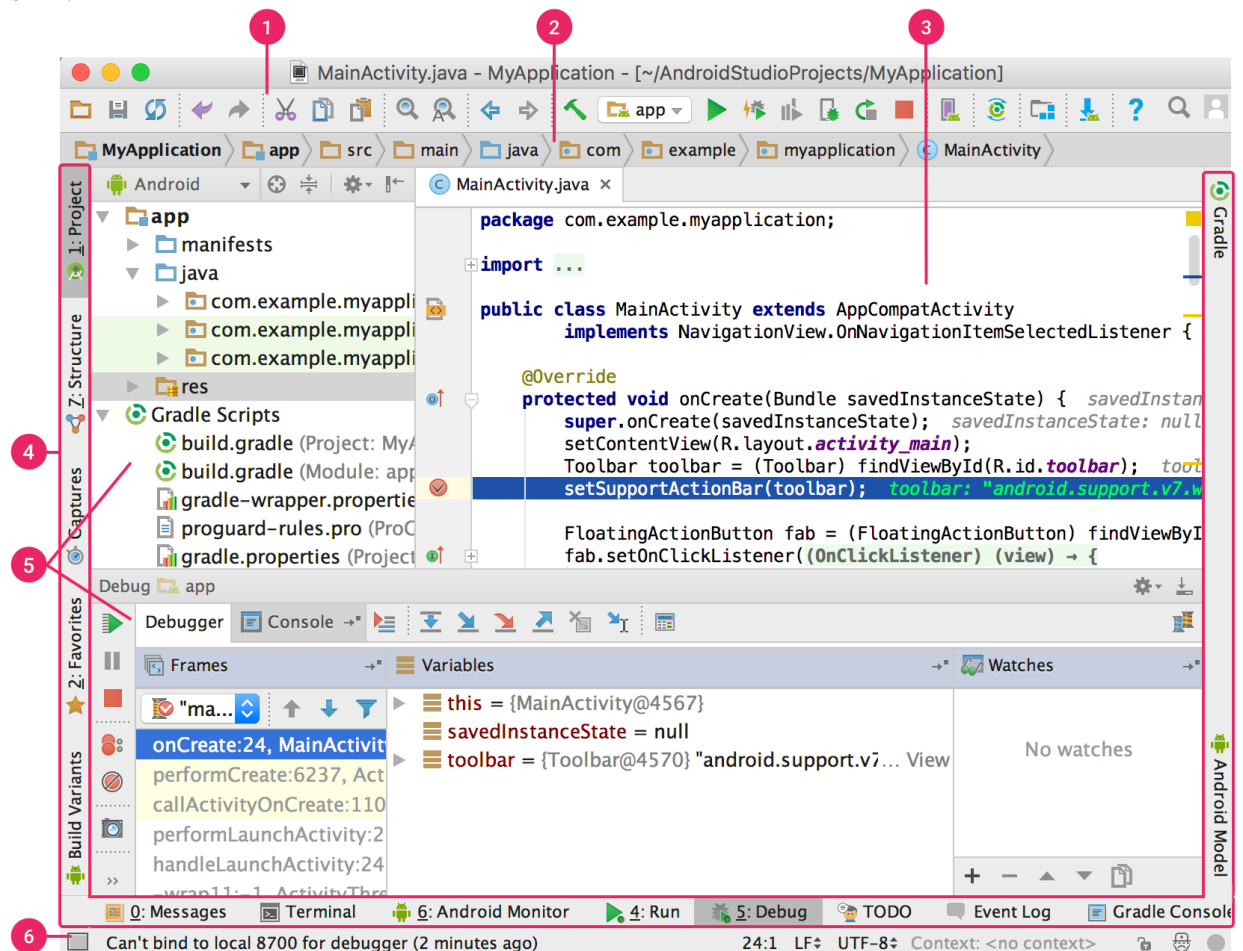 1
2
3
MainActivity.java - MyApplication - [~/AndroidStudioProjects/MyApplication]
app
MyApplication
app
src
main
java
com
example
myapplication
MainActivity
1: Project
Z: Structure
Captures
2: Favorites
Build Variants
4
5
6
Android
app
manifests
java
com.example.myappli
com.example.myappli
com.example.myappli
res
Gradle Scripts
build.gradle (Project: MyA
build.gradle (Module: app
gradle-wrapper.propertie
proguard-rules.pro (ProC
gradle.properties (Project
MainActivity.java ×
package com.example.myapplication;
import ...
public class MainActivity extends AppCompatActivity
implements NavigationView.OnNavigationItemSelectedListener {
@Override
protected void onCreate(Bundle savedInstanceState) { savedInstan
super.onCreate(savedInstanceState); savedInstanceState: null
setContentView(R.layout.activity_main);
Toolbar toolbar = (Toolbar) findViewById(R.id.toolbar); tool
setSupportActionBar(toolbar); toolbar: "android.support.v7.w
FloatingActionButton fab = (FloatingActionButton) findViewByI
fab.setOnClickListener((OnClickListener) (view) → {
Gradle
Android Model
Debug app
Debugger
Console
Frames
Variables
Watches
"ma...
onCreate:24, MainActivit
performCreate:6237, Act
callActivityOnCreate:110
performLaunchActivity:2
handleLaunchActivity:24
-wrap11:-1, ActivityThre
this = {MainActivity@4567}
savedInstanceState = null
toolbar = {Toolbar@4570} "android.support.v7... View
No watches
0: Messages
Terminal
6: Android Monitor
4: Run
5: Debug
TODO
Event Log
Gradle Console
Can't bind to local 8700 for debugger (2 minutes ago)
24:1 LF÷ UTF-8÷ Context: <no context>